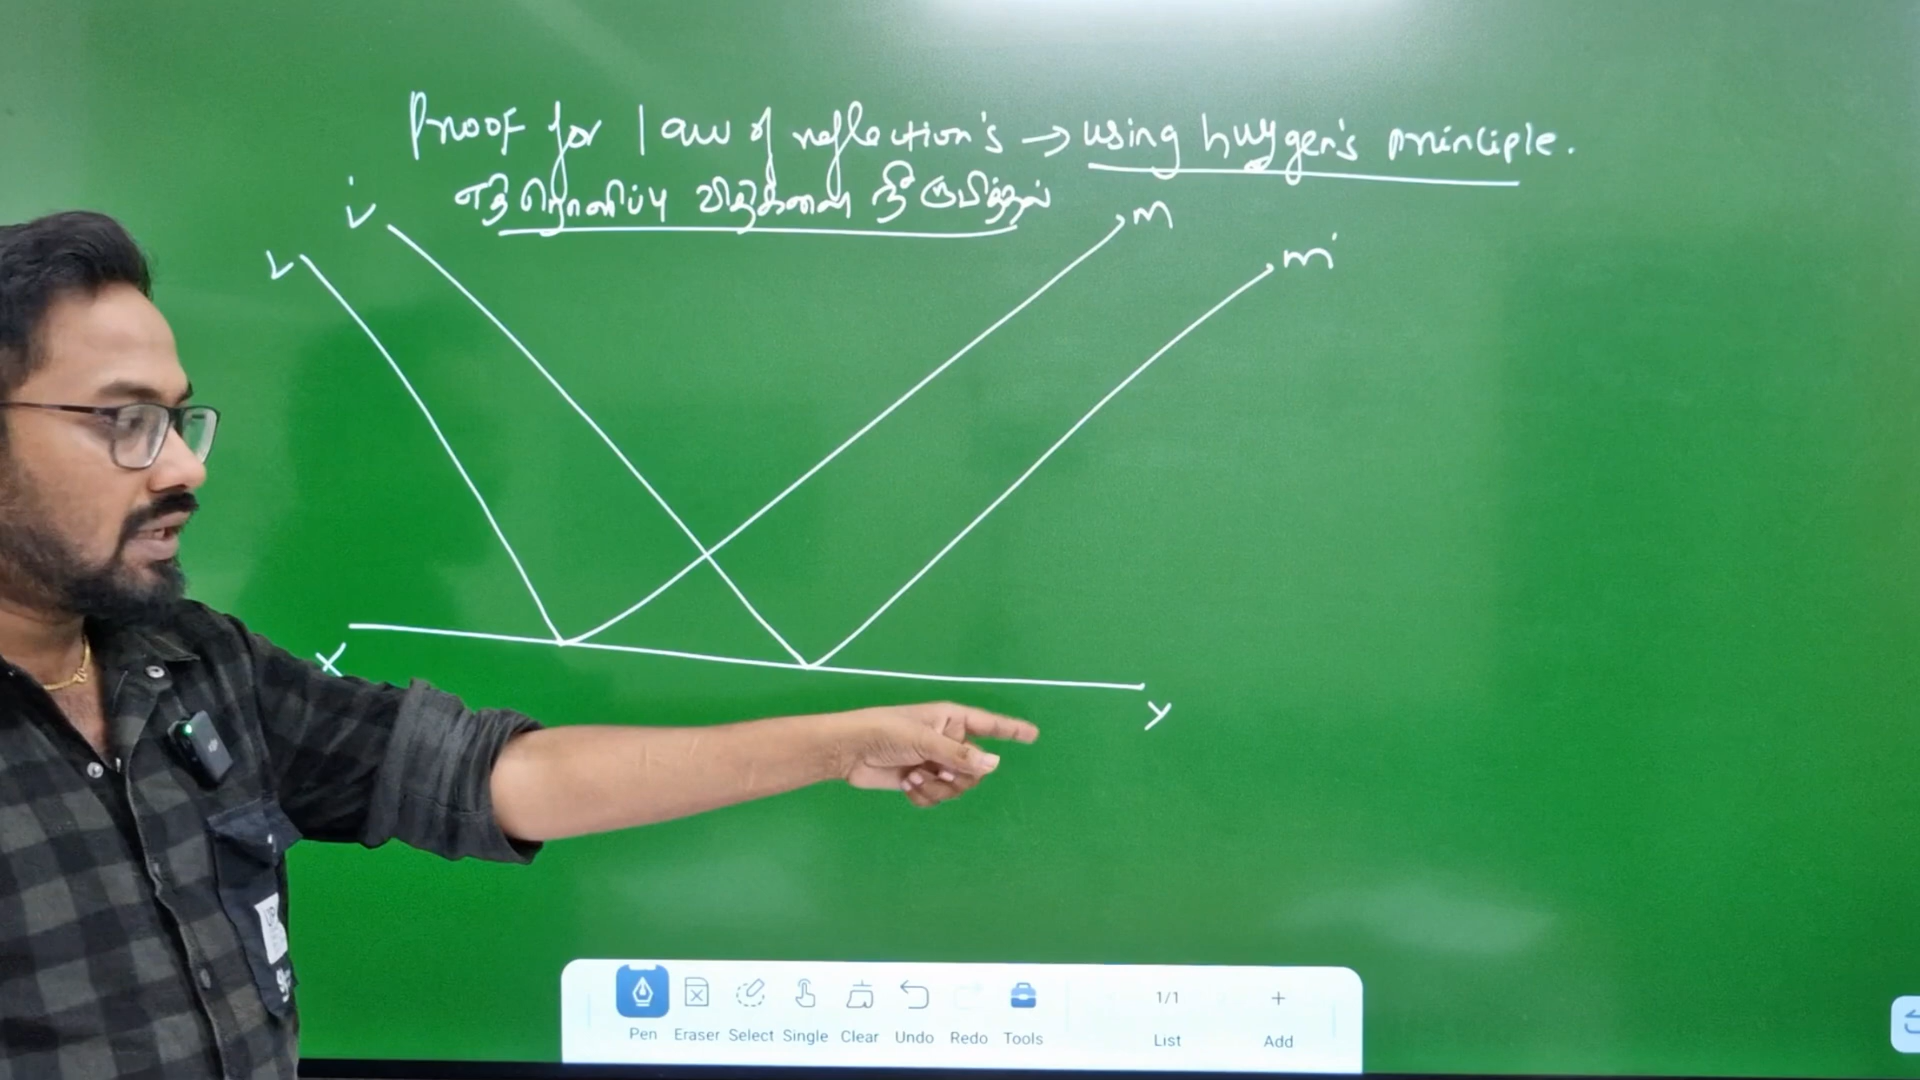 Proof for law of reflection's → using huygen's principle.
எதிரொளிப்பு விதிகளை நிரூபித்தல்
L'
L
M
M'
X
Y
Pen Eraser Select Single Clear Undo Redo Tools 1/1 List + Add